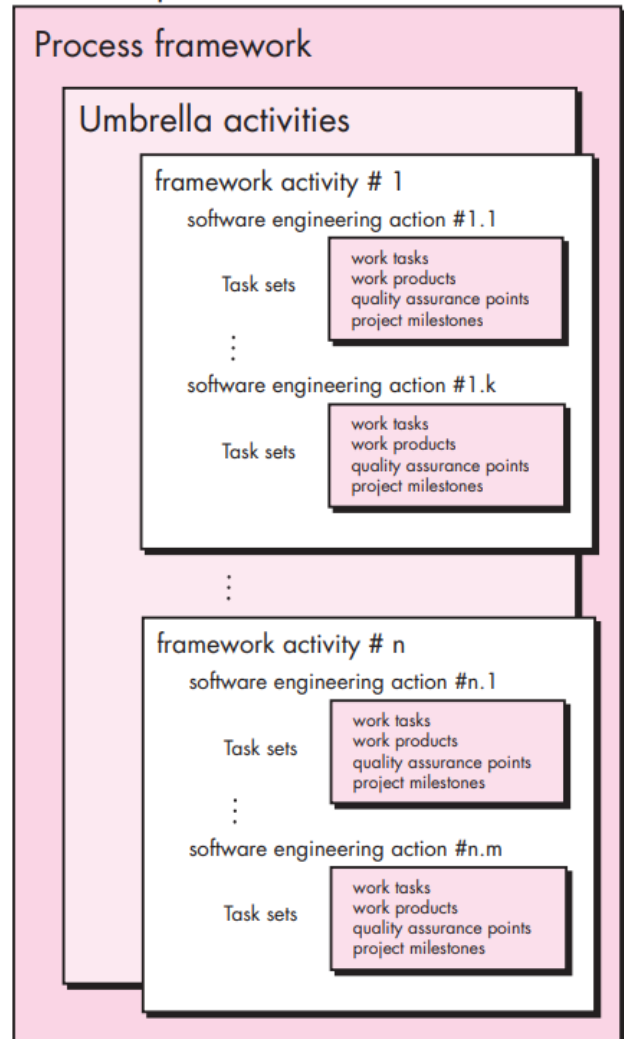 Process framework
Umbrella activities
framework activity # 1
software engineering action #1.1
Task sets
work tasks
work products
quality assurance points
project milestones
software engineering action #1.k
Task sets
work tasks
work products
quality assurance points
project milestones
framework activity # n
software engineering action #n.1
Task sets
work tasks
work products
quality assurance points
project milestones
software engineering action #n.m
Task sets
work tasks
work products
quality assurance points
project milestones